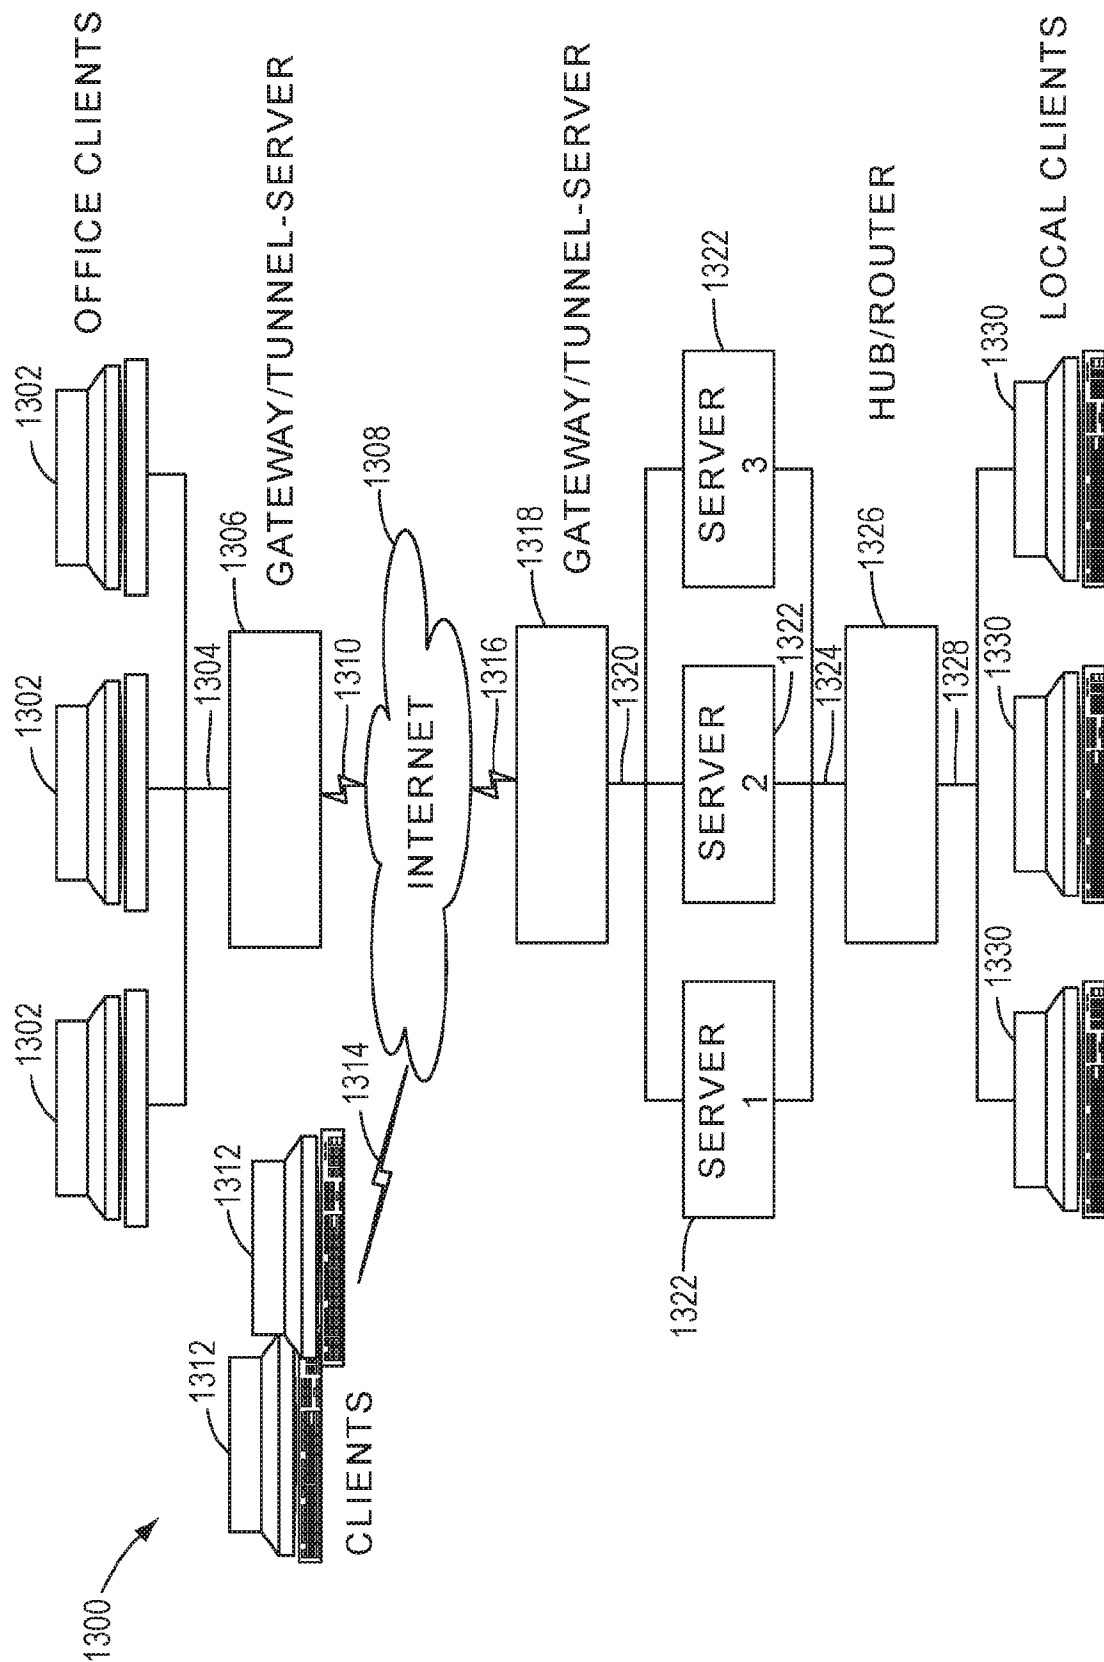 1300
1302
1302
1302
OFFICE CLIENTS
1304
1306
GATEWAY/TUNNEL-SERVER
1312
1312
CLIENTS
1310
1314
1308
INTERNET
1316
1318
GATEWAY/TUNNEL-SERVER
1320
1322
SERVER
1
SERVER
2
1322
SERVER
3
1322
1324
1326
HUB/ROUTER
1328
1330
1330
1330
LOCAL CLIENTS